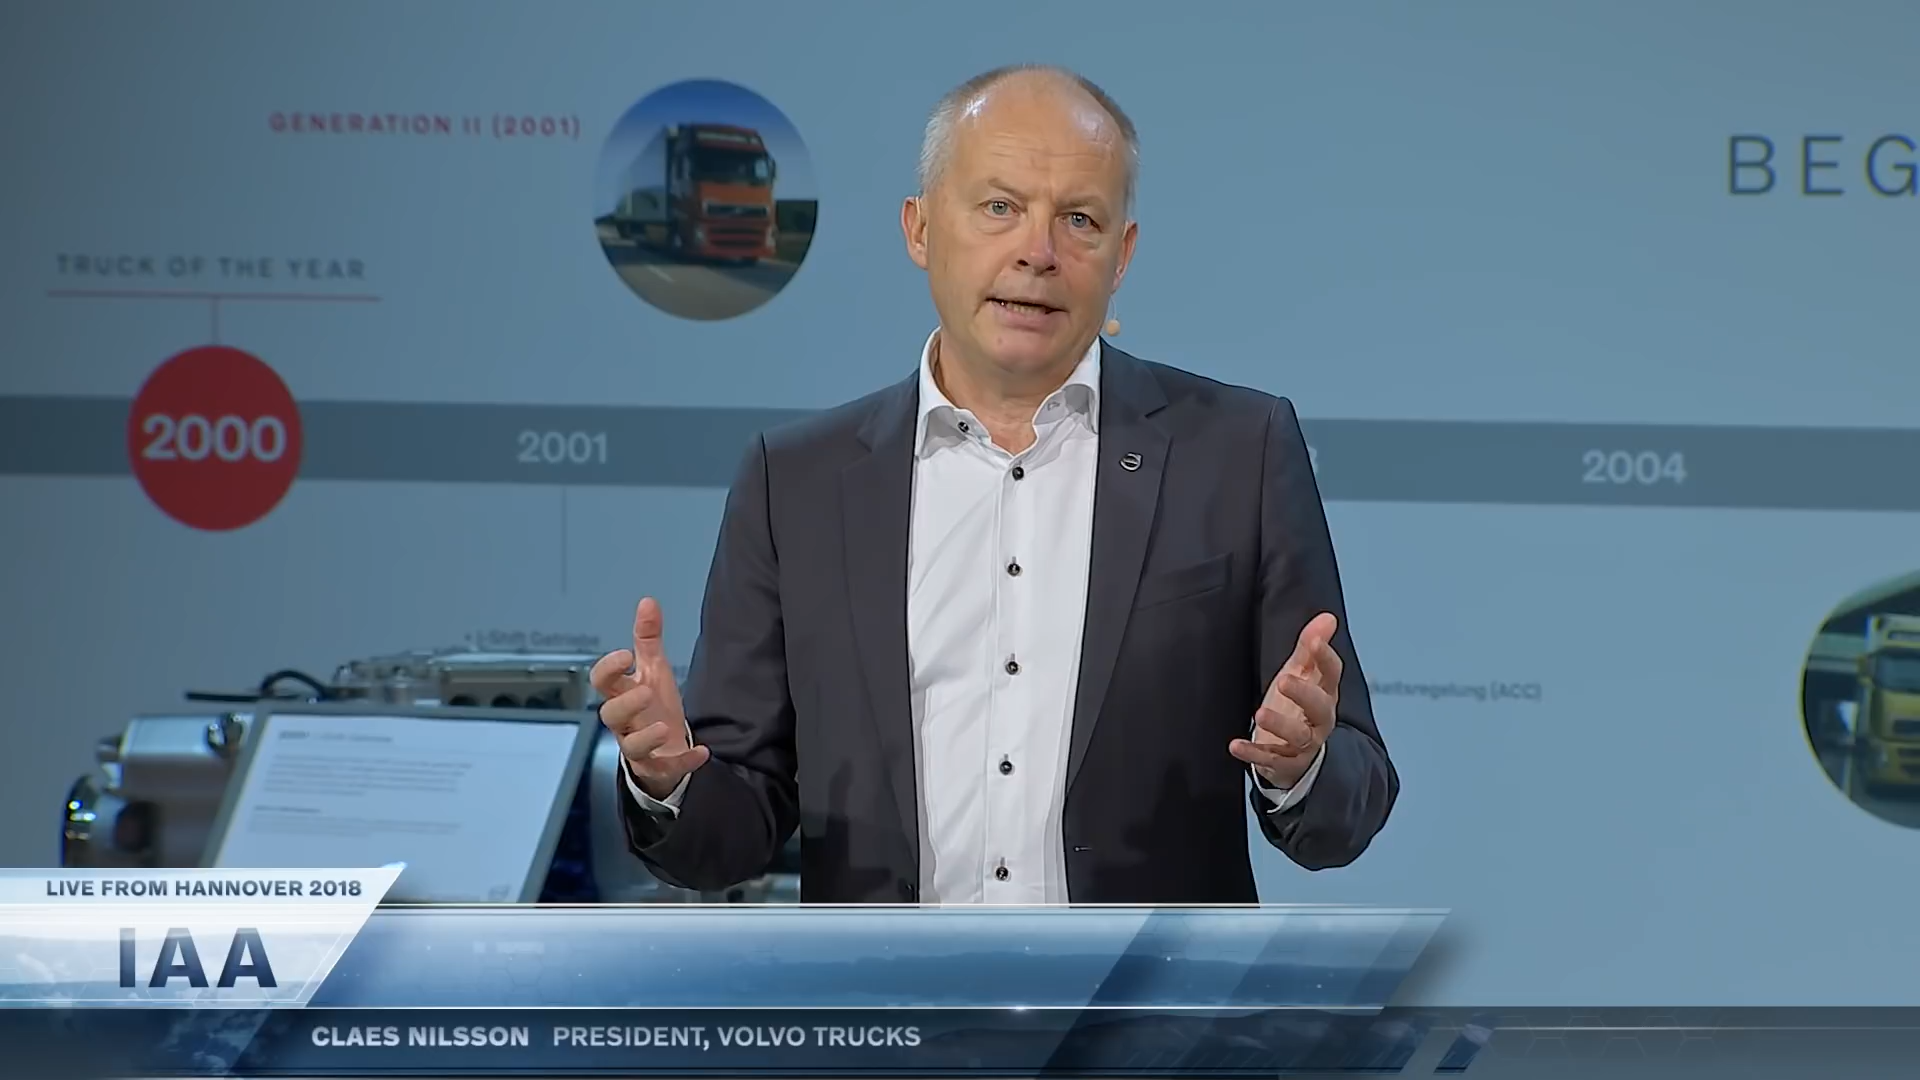 GENERATION II (2001)
BEG
TRUCK OF THE YEAR
2000
2001
2004
• I-Shift Getriebe
keitsregelung (ACC)
LIVE FROM HANNOVER 2018
IAA
CLAES NILSSON PRESIDENT, VOLVO TRUCKS